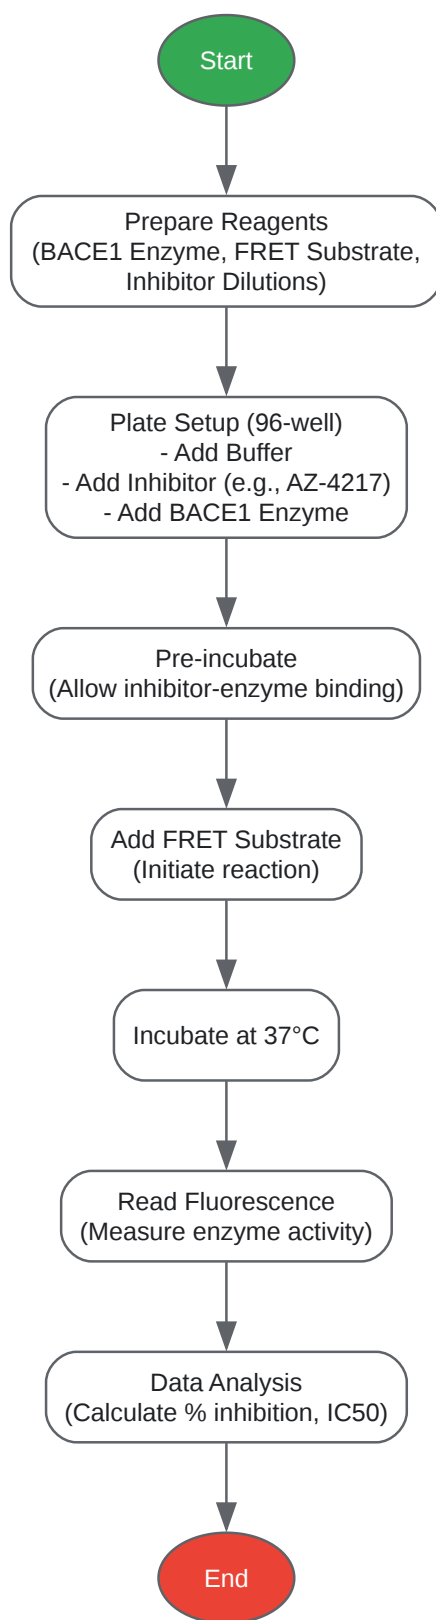 Start
Prepare Reagents
(BACE1 Enzyme, FRET Substrate,
Inhibitor Dilutions)
Plate Setup (96-well)
- Add Buffer
- Add Inhibitor (e.g., AZ-4217)
- Add BACE1 Enzyme
Pre-incubate
(Allow inhibitor-enzyme binding)
Add FRET Substrate
(Initiate reaction)
Incubate at 37°C
Read Fluorescence
(Measure enzyme activity)
Data Analysis
(Calculate % inhibition, IC50)
End